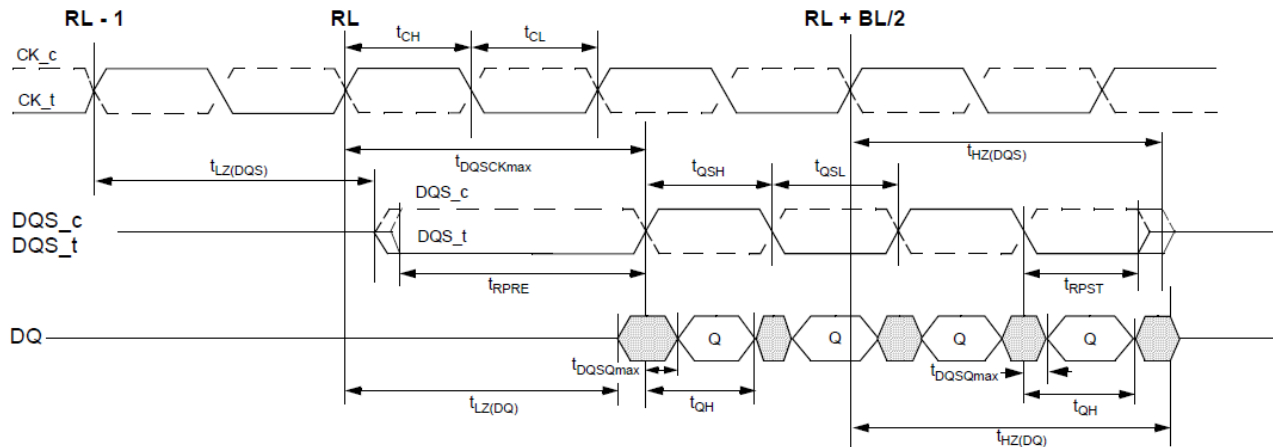 RL - 1 RL RL + BL/2
tCH tCL
CK_c
CK_t
tLZ(DQS) tDQSCKmax tQSH tQSL tHZ(DQS)
DQS_c
DQS_c
DQS_t DQS_t
tRPRE tRPST
DQ Q Q Q Q
tDQSQmax tDQSQmax
tLZ(DQ) tQH tQH
tHZ(DQ)